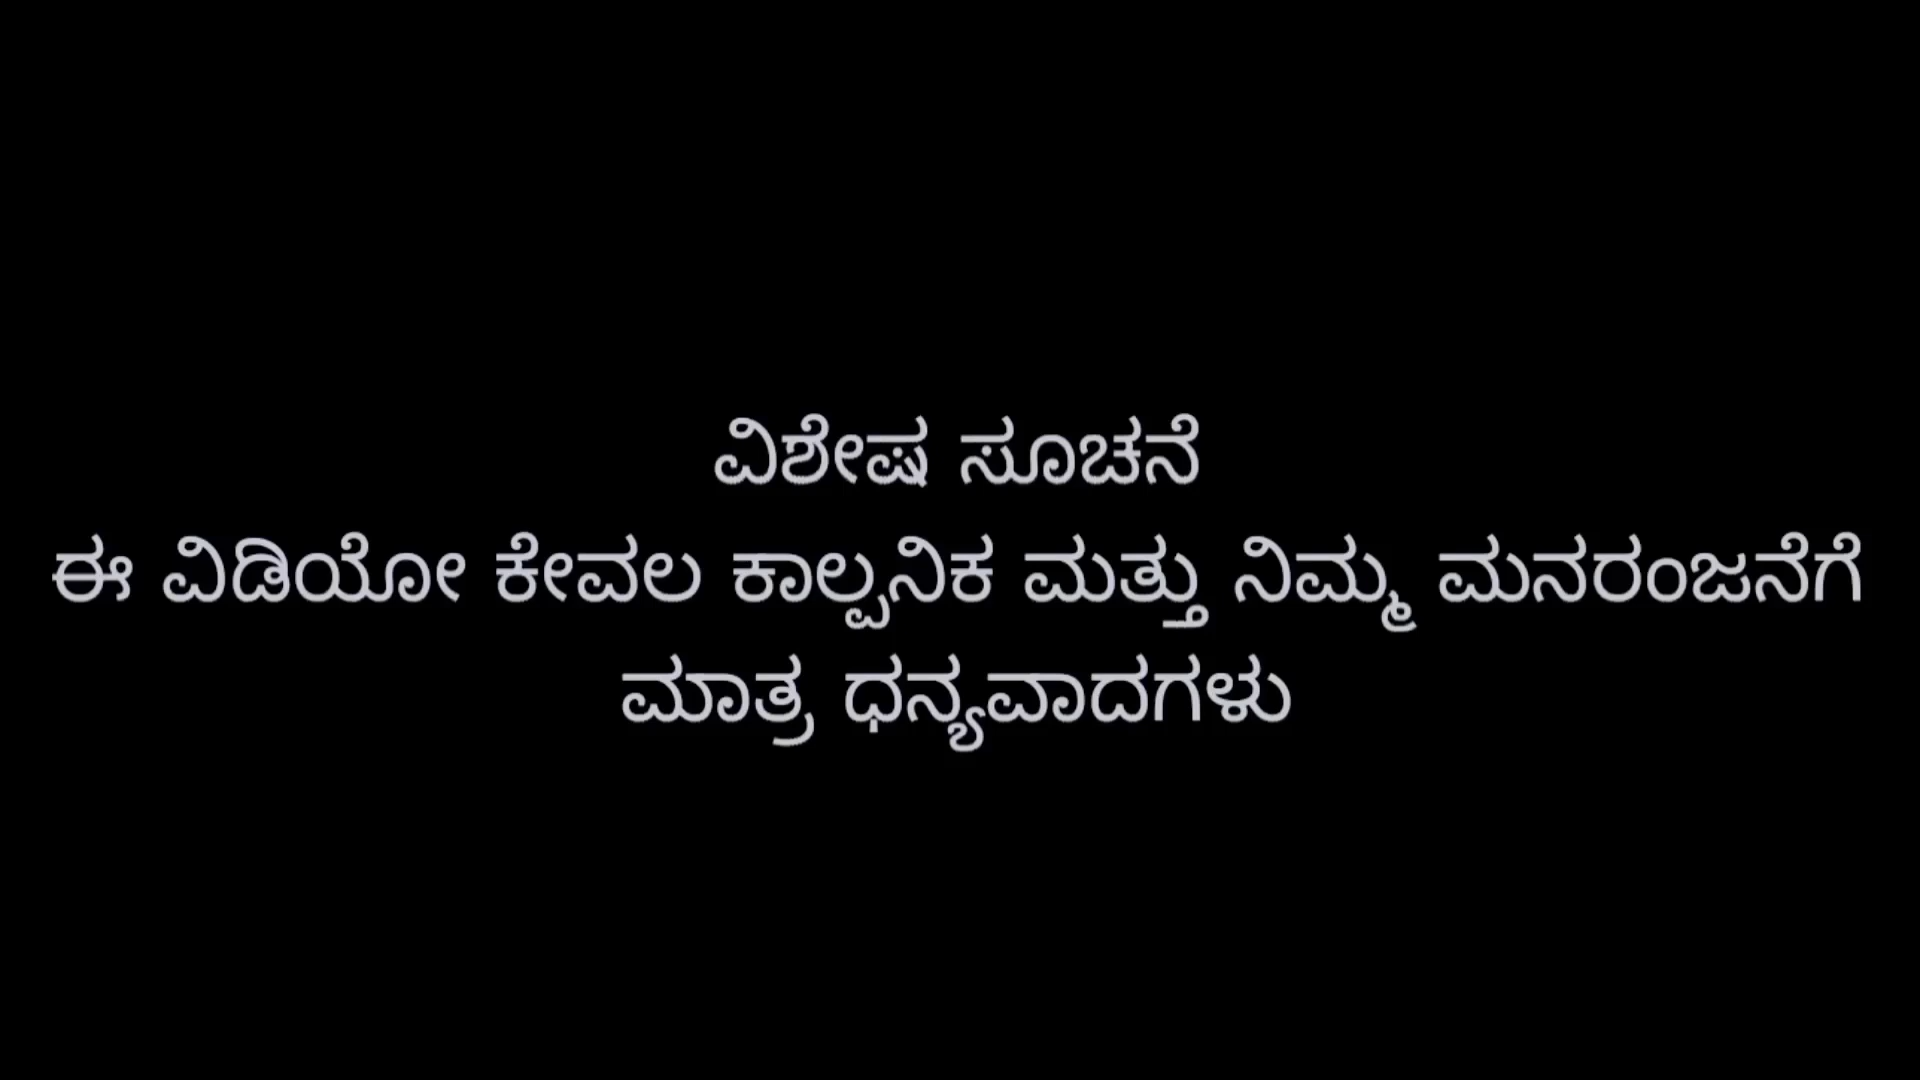 ವಿಶೇಷ ಸೂಚನೆ
ಈ ವಿಡಿಯೋ ಕೇವಲ ಕಾಲ್ಪನಿಕ ಮತ್ತು ನಿಮ್ಮ ಮನರಂಜನೆಗೆ
ಮಾತ್ರ ಧನ್ಯವಾದಗಳು